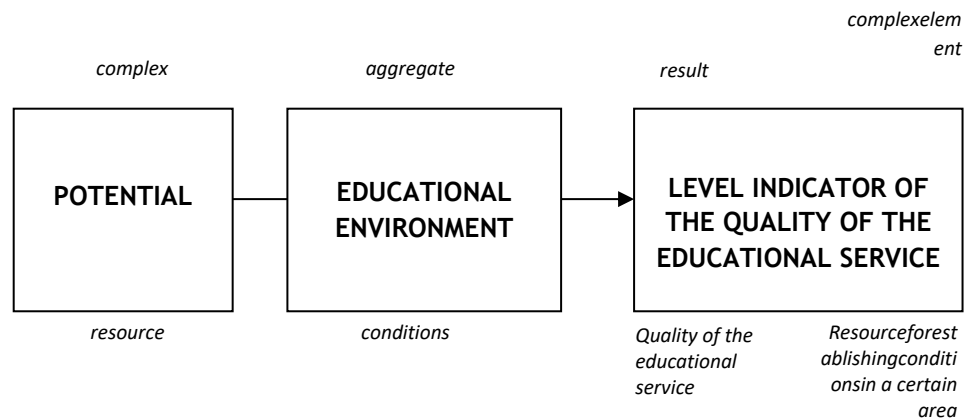 complexelem
ent
complex
aggregate
result
POTENTIAL
EDUCATIONAL
ENVIRONMENT
LEVEL INDICATOR OF
THE QUALITY OF THE
EDUCATIONAL SERVICE
resource
conditions
Quality of the
educational
service
Resourceforest
ablishingconditi
onsin a certain
area